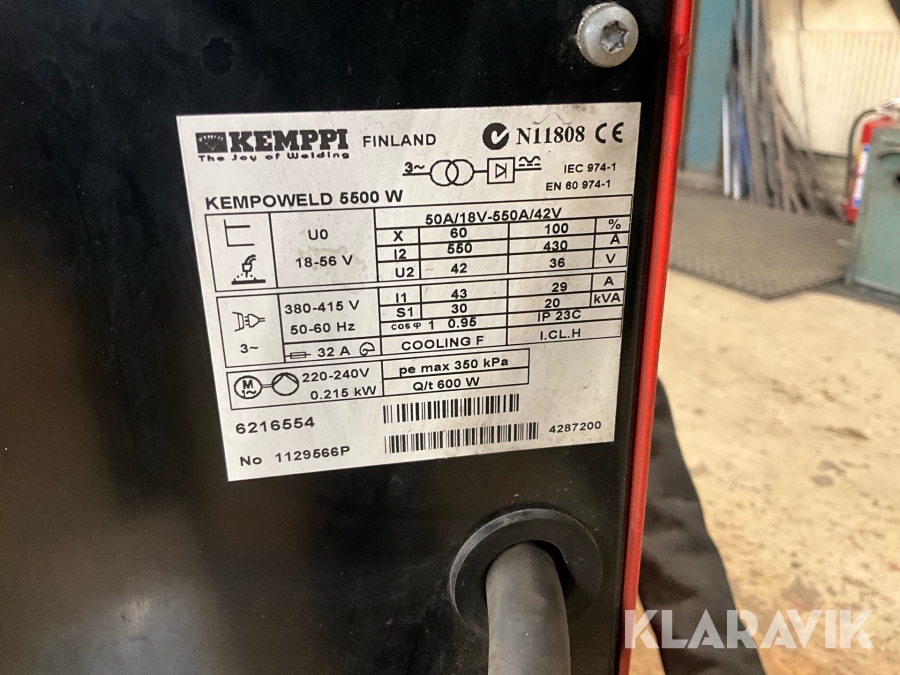 KEMPPI FINLAND N11808 CE
The Joy of Welding
3~ IEC 974-1
EN 60 974-1
KEMPOWELD 5500 W
U0
18-56 V
50A/18V-550A/42V
X 60 100 %
I2 550 430 A
U2 42 36 V
380-415 V
50-60 Hz
3~
32 A
I1 43 29 A
S1 30 20 kVA
cos φ 1 0.95 IP 23C
COOLING F I.CL.H
M
1~
220-240V
0.215 kW
pe max 350 kPa
Q/t 600 W
6216554
No 1129566P
4287200
KLARAVIK